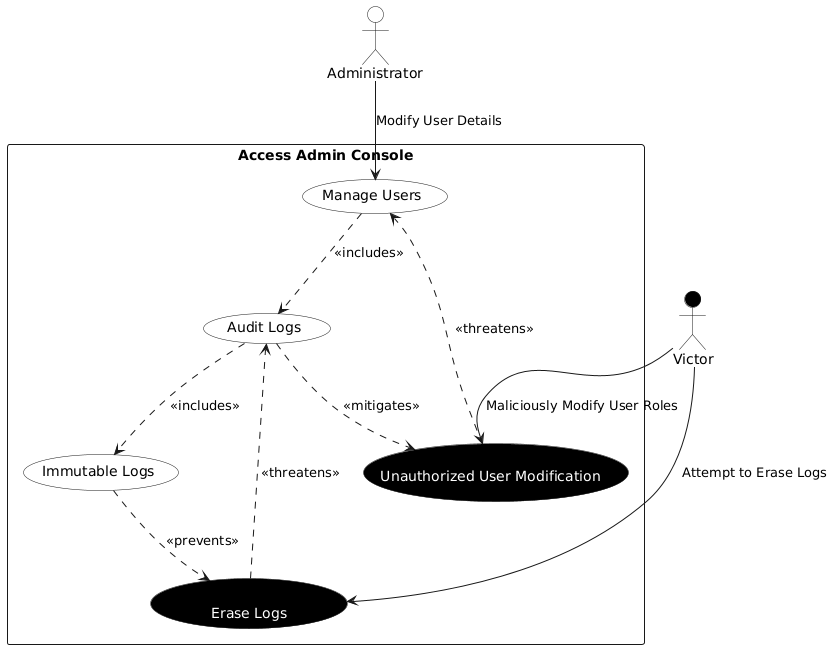 Administrator
Modify User Details
Access Admin Console
Manage Users
«includes»
Audit Logs
«threatens»
Victor
«includes»
«mitigates»
Maliciously Modify User Roles
Immutable Logs
«threatens»
Unauthorized User Modification
Attempt to Erase Logs
«prevents»
Erase Logs